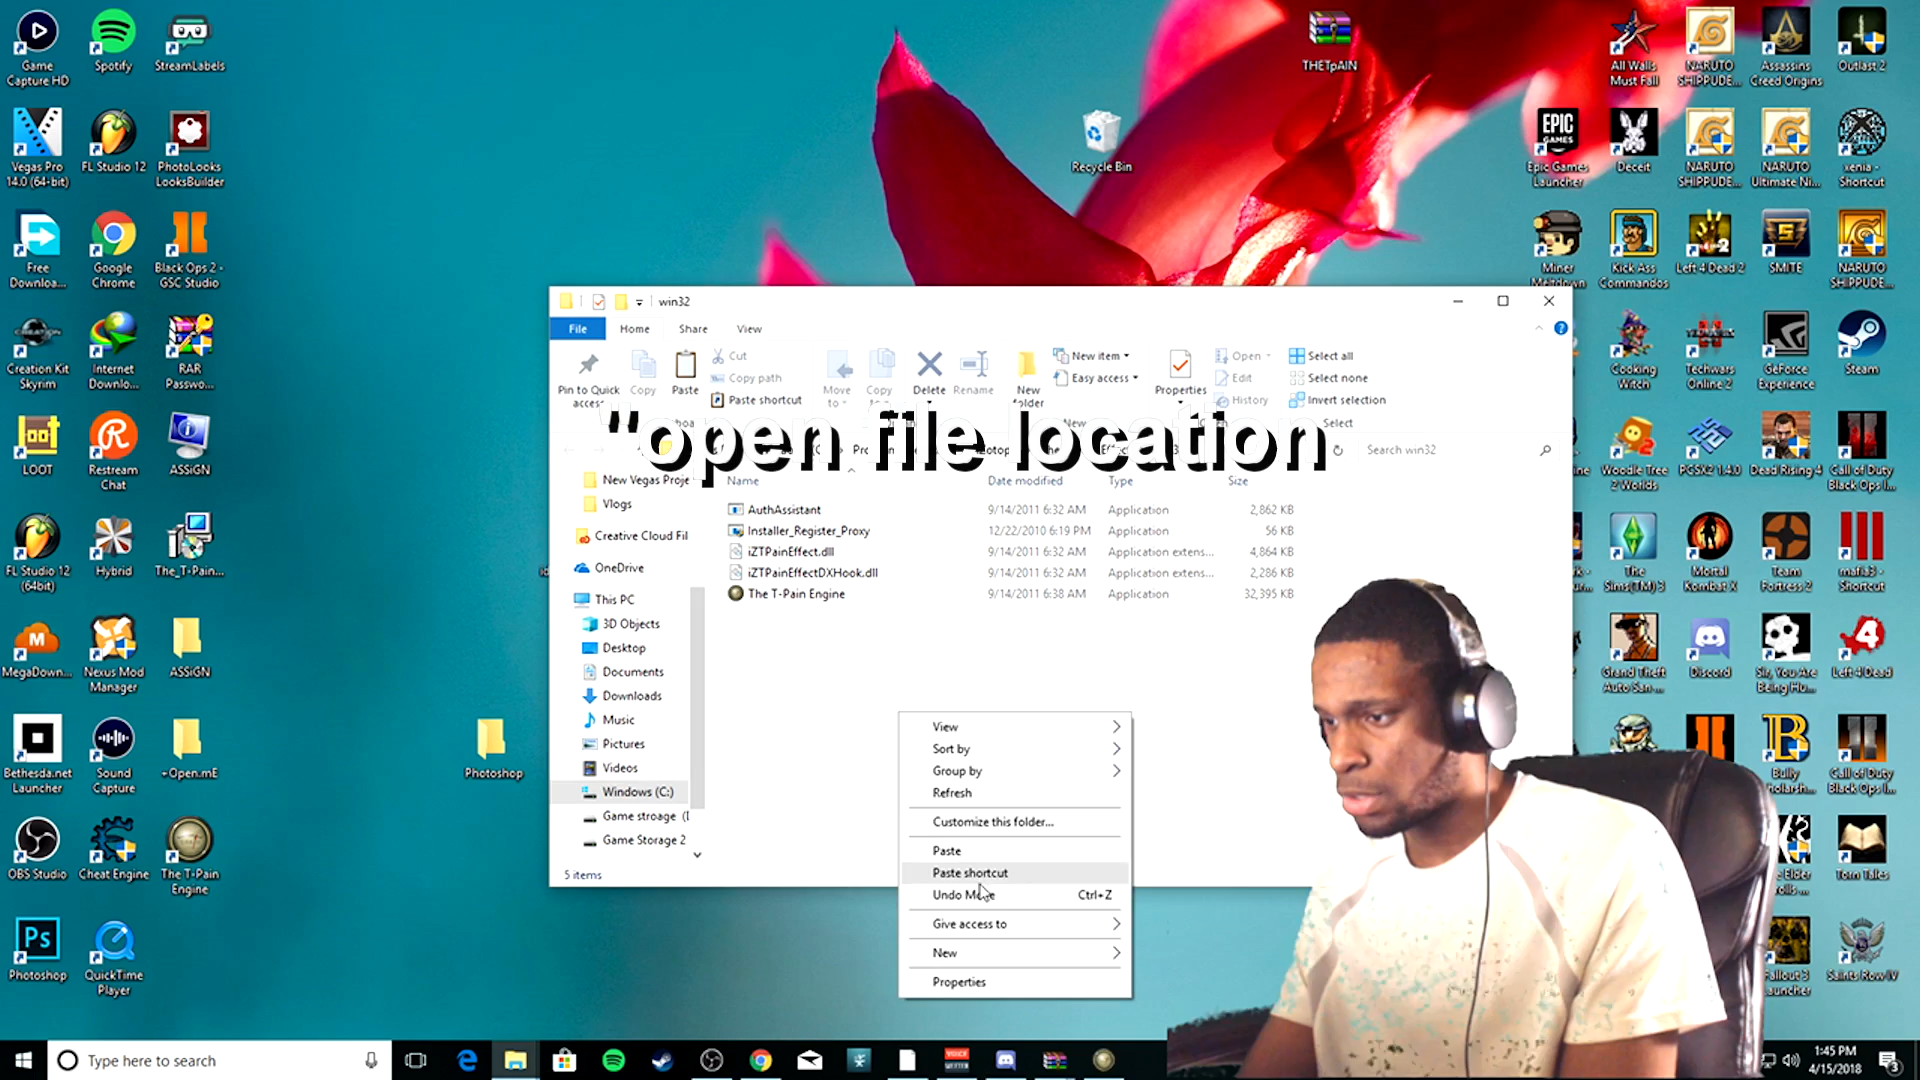 Game
Capture HD
Spotify
StreamLabels
THETpAIN
All Walls
Must Fall
NARUTO
SHIPPUDE...
Assassins
Creed Origins
Outlast 2
Vegas Pro
14.0 (64-bit)
FL Studio 12
PhotoLooks
LooksBuilder
Recycle Bin
EPIC
GAMES
Epic Games
Launcher
Deceit
NARUTO
SHIPPUDE...
NARUTO
Ultimate Ni...
xenia -
Shortcut
Free
Downloa...
Google
Chrome
Black Ops 2 -
GSC Studio
Miner
Meltdown
Kick Ass
Commandos
Left 4 Dead 2
SMITE
NARUTO
SHIPPUDE...
win32
File Home Share View
Pin to Quick
access
Copy
Paste
Cut
Copy path
Paste shortcut
Move
to
Copy
to
Delete
Rename
New
folder
New item
Easy access
Properties
Open
Edit
History
Select all
Select none
Invert selection
New
Select
"open file location
Search win32
Creation Kit
Skyrim
Internet
Downlo...
RAR
Passwo...
Cooking
Witch
Techwars
Online 2
GeForce
Experience
Steam
LOOT
Restream
Chat
ASSiGN
Woodle Tree
2 Worlds
PCSX2 1.4.0
Dead Rising 4
Call of Duty
Black Ops I...
Name Date modified Type Size
AuthAssistant 9/14/2011 6:32 AM Application 2,862 KB
Installer_Register_Proxy 12/22/2010 6:19 PM Application 56 KB
iZTPainEffect.dll 9/14/2011 6:32 AM Application extens... 4,864 KB
iZTPainEffectDXHook.dll 9/14/2011 6:32 AM Application extens... 2,286 KB
The T-Pain Engine 9/14/2011 6:38 AM Application 32,395 KB
New Vegas Proje
Vlogs
Creative Cloud Fil
OneDrive
This PC
3D Objects
Desktop
Documents
Downloads
Music
Pictures
Videos
Windows (C:)
Game stroage (
Game Storage 2
5 items
FL Studio 12
(64bit)
Hybrid
The_T-Pain...
The
Sims(TM) 3
Mortal
Kombat X
Team
Fortress 2
mafia3 -
Shortcut
MegaDown...
Nexus Mod
Manager
ASSiGN
Grand Theft
Auto San ...
Discord
Sir, You Are
Being Hu...
Left 4 Dead
Bethesda.net
Launcher
Sound
Capture
+Open.mE
Photoshop
Bully
Scholarsh...
Call of Duty
Black Ops I...
View
Sort by
Group by
Refresh
Customize this folder...
Paste
Paste shortcut
Undo Move Ctrl+Z
Give access to
New
Properties
OBS Studio
Cheat Engine
The T-Pain
Engine
Elder
Torn Tales
Ps
Photoshop
QuickTime
Player
Fallout 3
Launcher
Saints Row IV
Type here to search
1:45 PM
4/15/2018
3